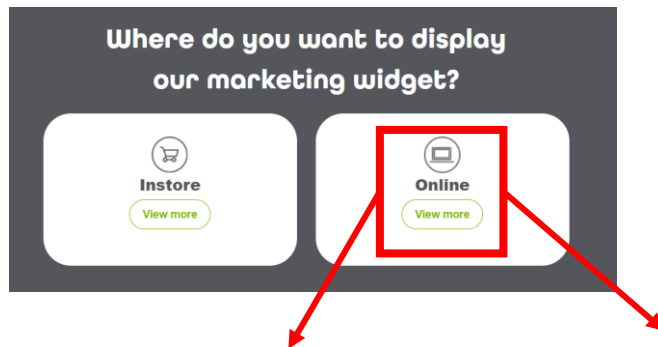 Where do you want to display
our marketing widget?
Instore
View more
Online
View more